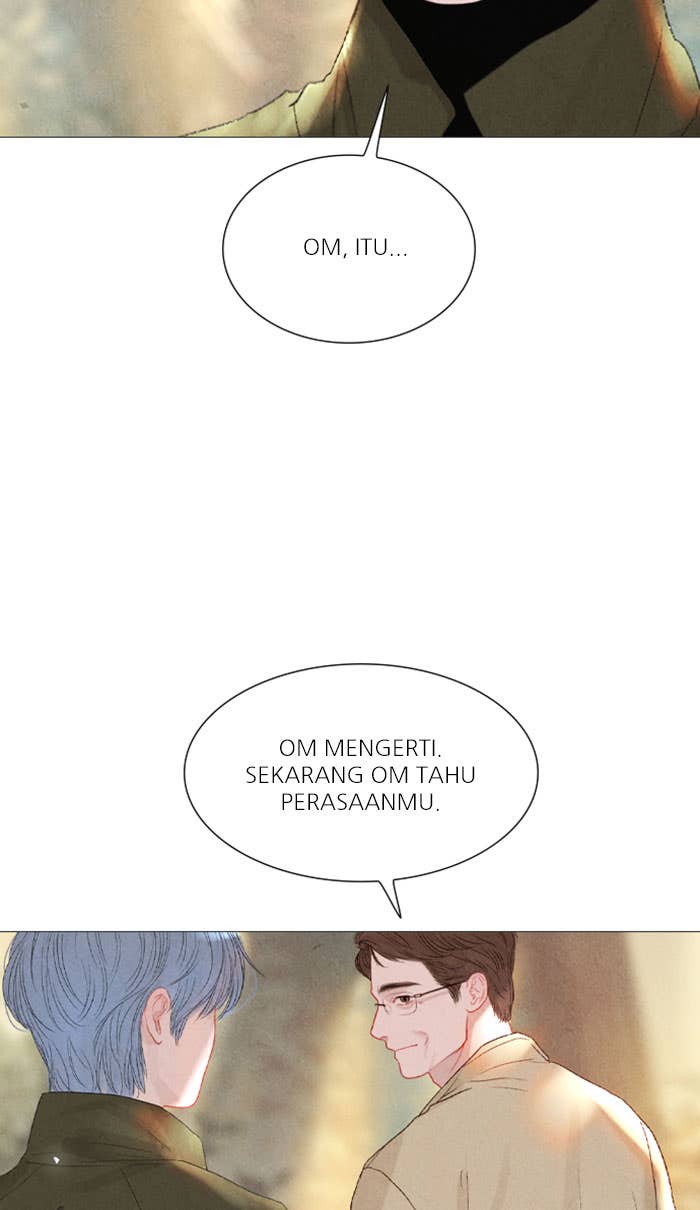 OM, ITU...
OM MENGERTI.
SEKARANG OM TAHU
PERASAANMU.